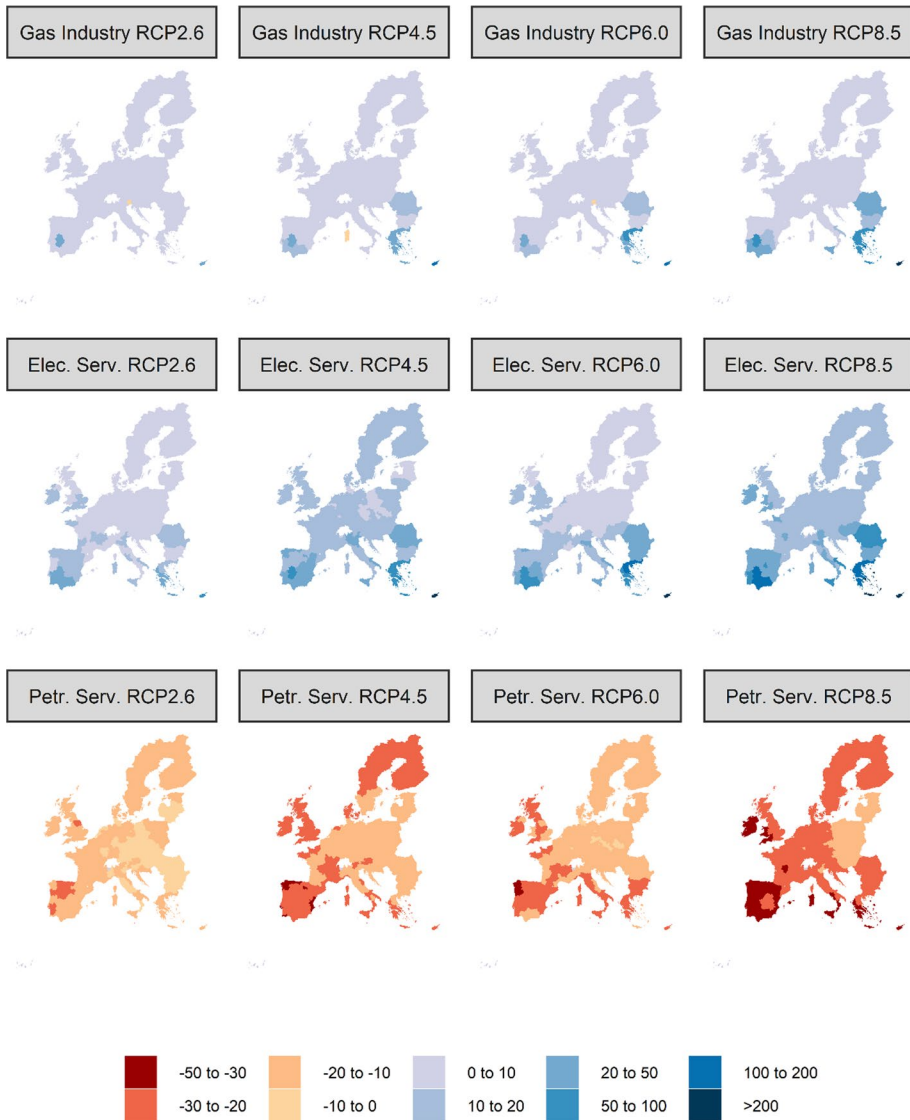 Gas Industry RCP2.6 Gas Industry RCP4.5 Gas Industry RCP6.0 Gas Industry RCP8.5
Elec. Serv. RCP2.6 Elec. Serv. RCP4.5 Elec. Serv. RCP6.0 Elec. Serv. RCP8.5
Petr. Serv. RCP2.6 Petr. Serv. RCP4.5 Petr. Serv. RCP6.0 Petr. Serv. RCP8.5
-50 to -30 -20 to -10 0 to 10 20 to 50 100 to 200
-30 to -20 -10 to 0 10 to 20 50 to 100 >200